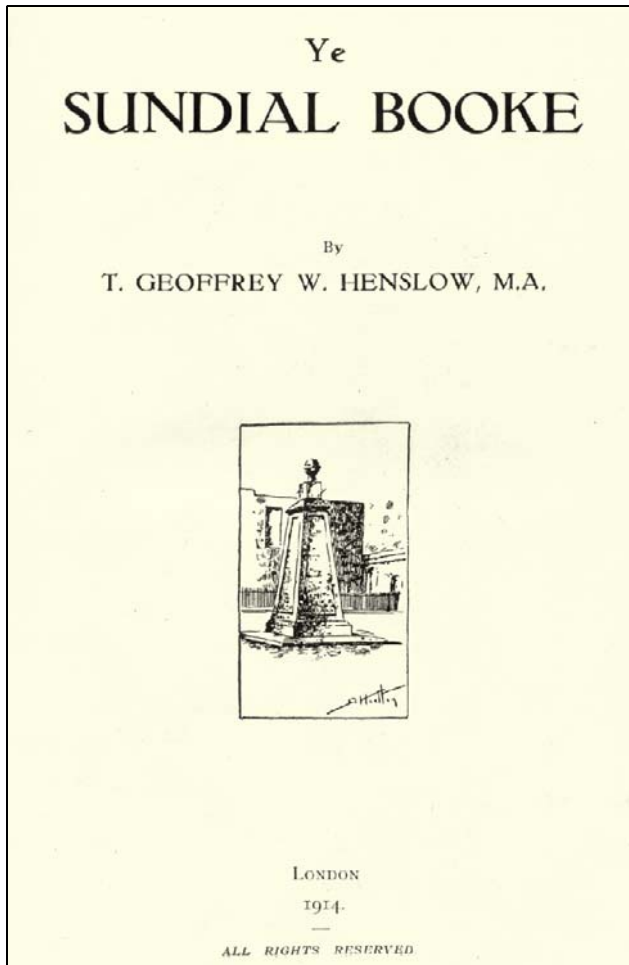 Ye
SUNDIAL BOOKE
By
T. GEOFFREY W. HENSLOW, M.A.
LONDON
1914.
ALL RIGHTS RESERVED